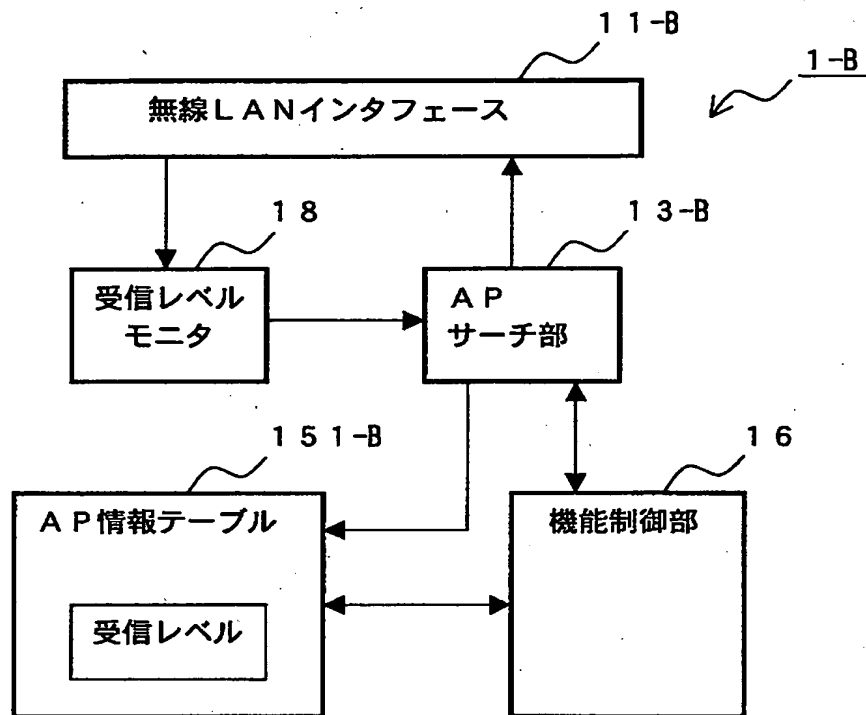 11-B
1-B
無線LANインタフェース
18
13-B
受信レベル
モニタ
AP
サーチ部
151-B
16
AP情報テーブル
機能制御部
受信レベル